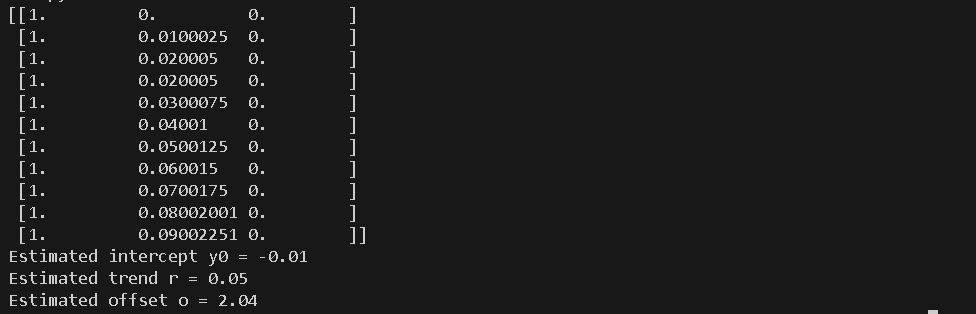 [[1.         0.         0.        ]
 [1.         0.0100025  0.        ]
 [1.         0.020005   0.        ]
 [1.         0.020005   0.        ]
 [1.         0.0300075  0.        ]
 [1.         0.04001    0.        ]
 [1.         0.0500125  0.        ]
 [1.         0.060015   0.        ]
 [1.         0.0700175  0.        ]
 [1.         0.08002001 0.        ]
 [1.         0.09002251 0.        ]]
Estimated intercept y0 = -0.01
Estimated trend r = 0.05
Estimated offset o = 2.04